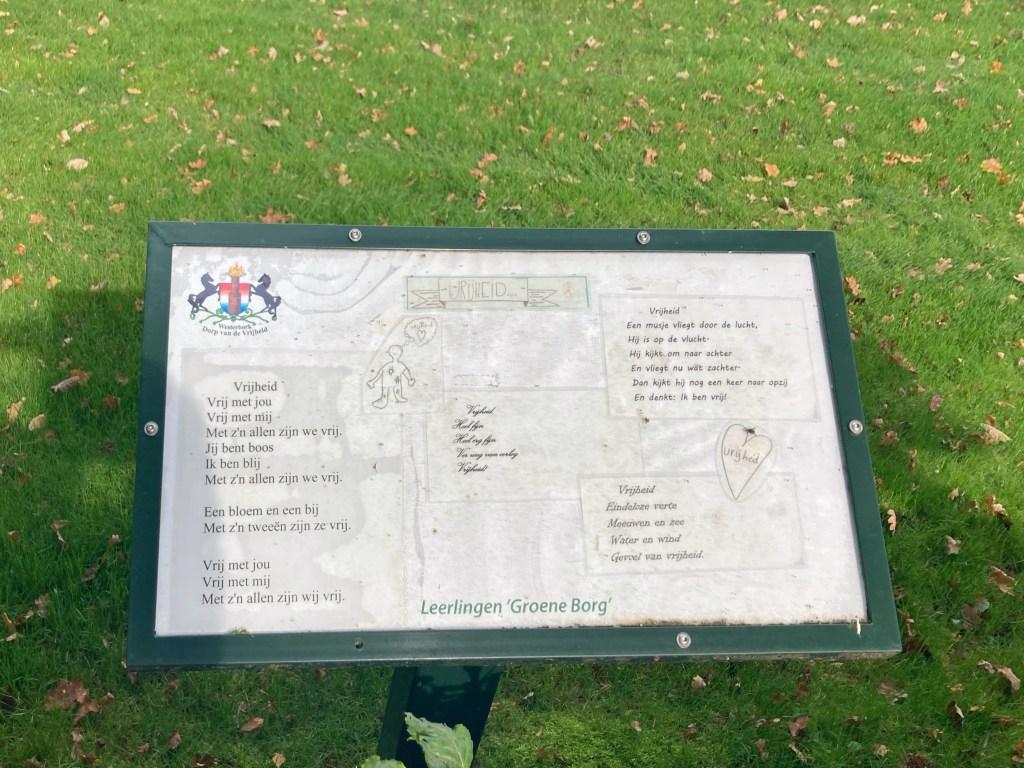 Westerbork
Dorp van de Vrijheid
VRIJHEID...
Vrijheid
Vrij met jou
Vrij met mij
Met z'n allen zijn we vrij.
Jij bent boos
Ik ben blij
Met z'n allen zijn we vrij.
Een bloem en een bij
Met z'n tweeën zijn ze vrij.
Vrij met jou
Vrij met mij
Met z'n allen zijn wij vrij.
Vrijheid
Heel fijn
Heel erg fijn
Ver weg van oorlog
Vrijheid!
Vrijheid
Een musje vliegt door de lucht,
Hij is op de vlucht.
Hij kijkt om naar achter
En vliegt nu wat zachter.
Dan kijkt hij nog een keer naar opzij
En denkt: Ik ben vrij!
vrijheid
Vrijheid
Eindeloze verte
Meeuwen en zee
Water en wind
Gevoel van vrijheid.
Leerlingen 'Groene Borg'